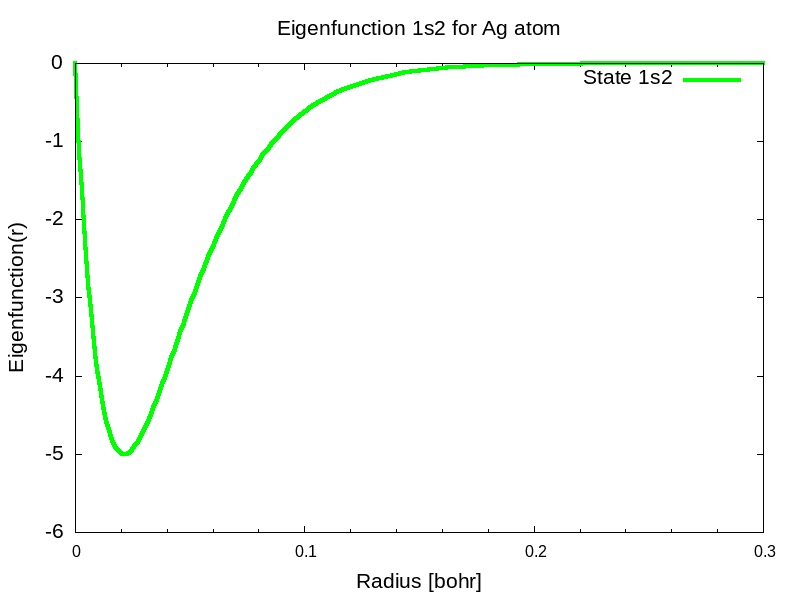 Eigenfunction 1s2 for Ag atom
State 1s2
0
-1
-2
-3
-4
-5
-6
Eigenfunction(r)
0 0.1 0.2 0.3
Radius [bohr]